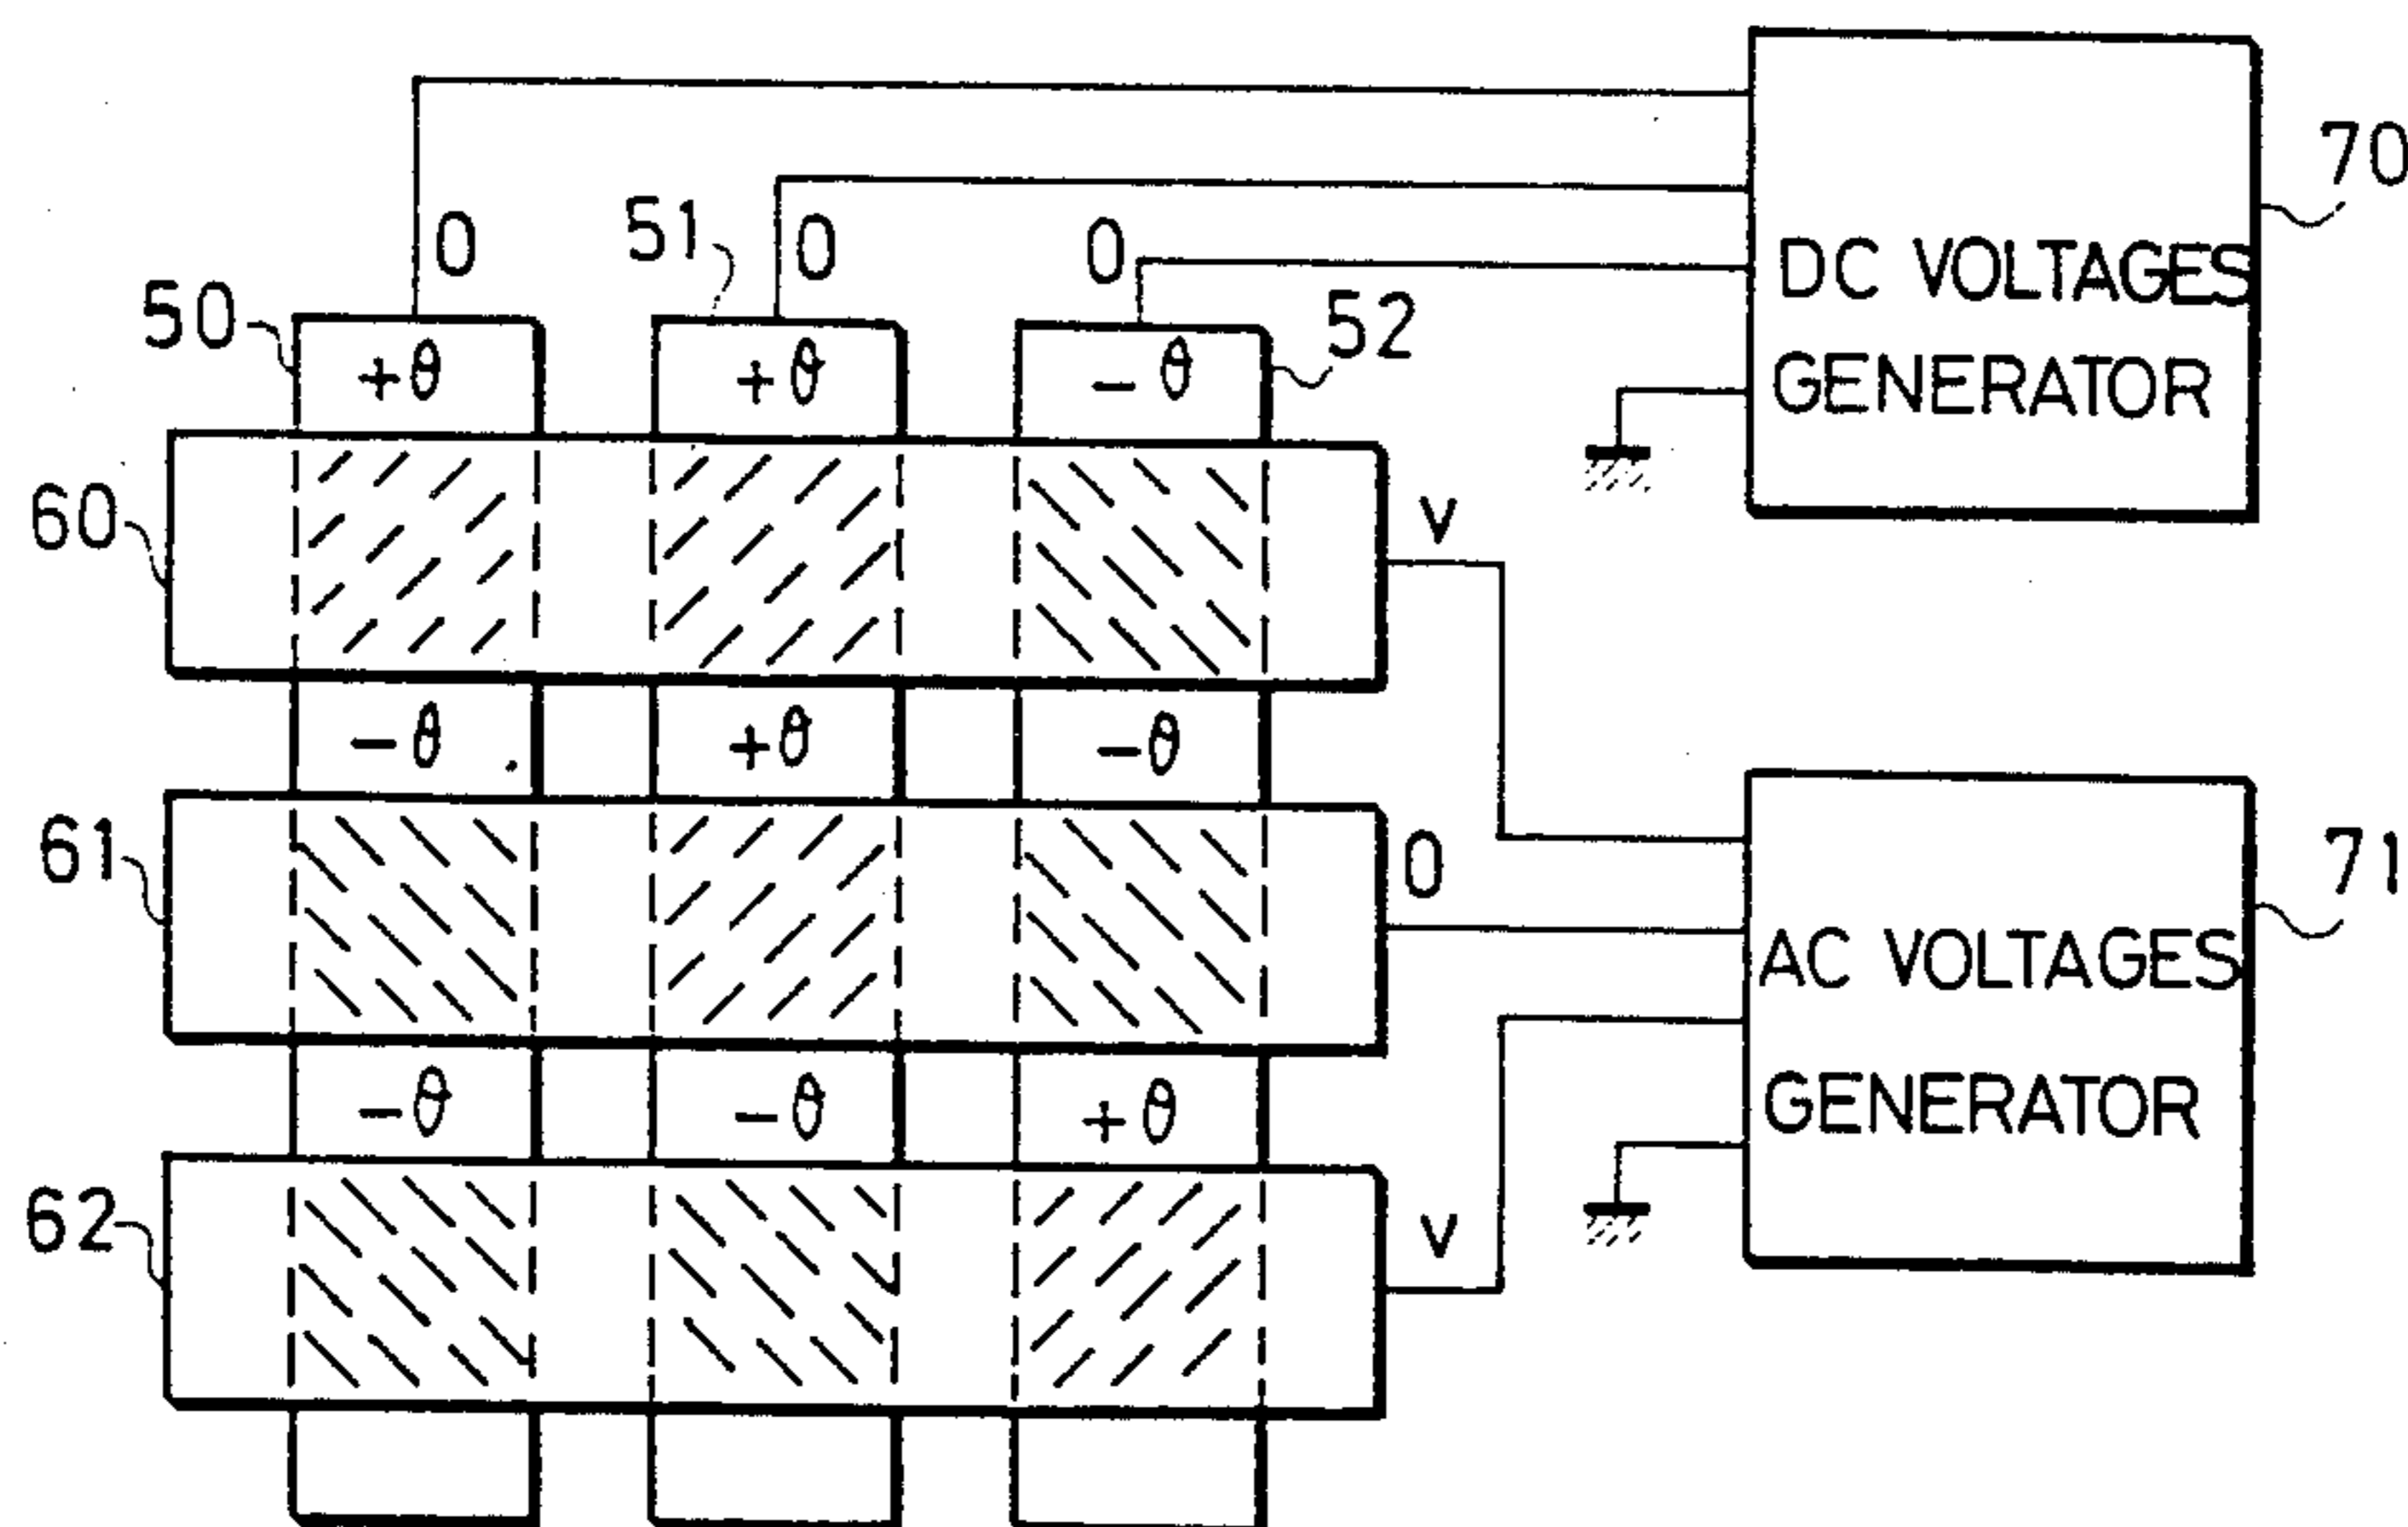 70
51
0
0
0
DC VOLTAGES
GENERATOR
50
52
+θ
+θ
-θ
60
v
-θ
+θ
-θ
61
0
71
AC VOLTAGES
GENERATOR
-θ
-θ
+θ
62
v